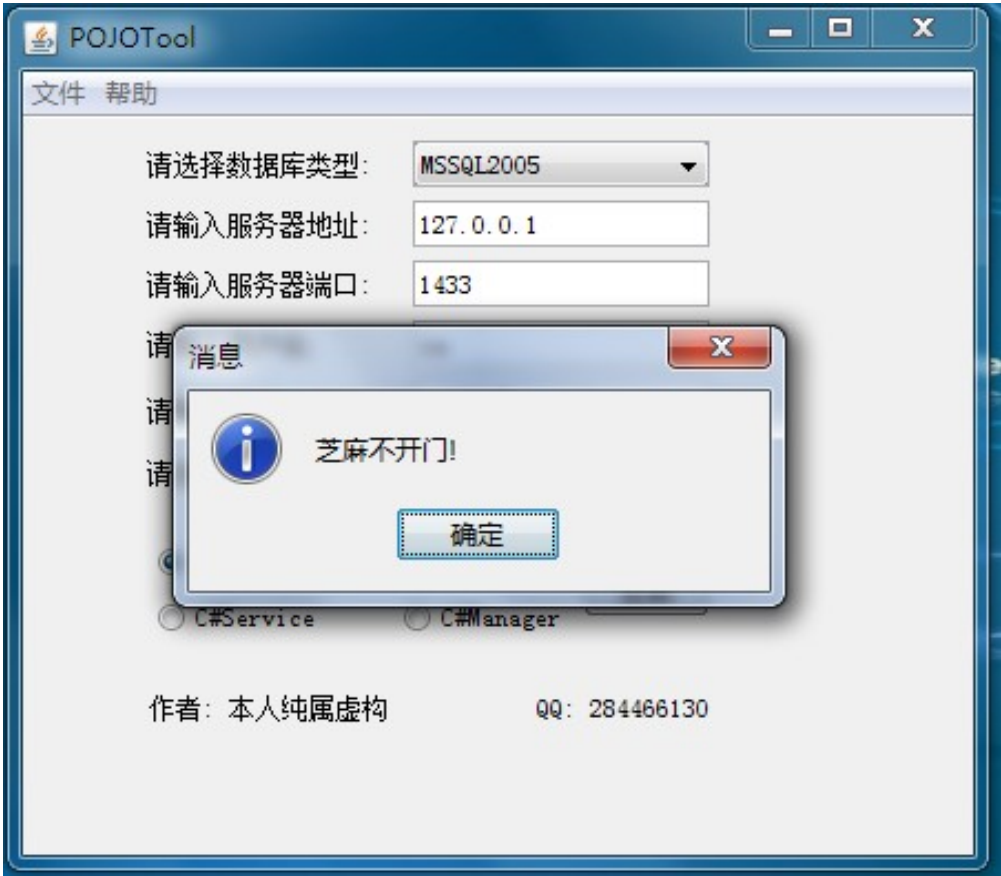 POJOTool
文件 帮助
请选择数据库类型: MSSQL2005
请输入服务器地址: 127.0.0.1
请输入服务器端口: 1433
请
消息
请
芝麻不开门!
请
确定
C#Service C#Manager
作者: 本人纯属虚构 QQ: 284466130